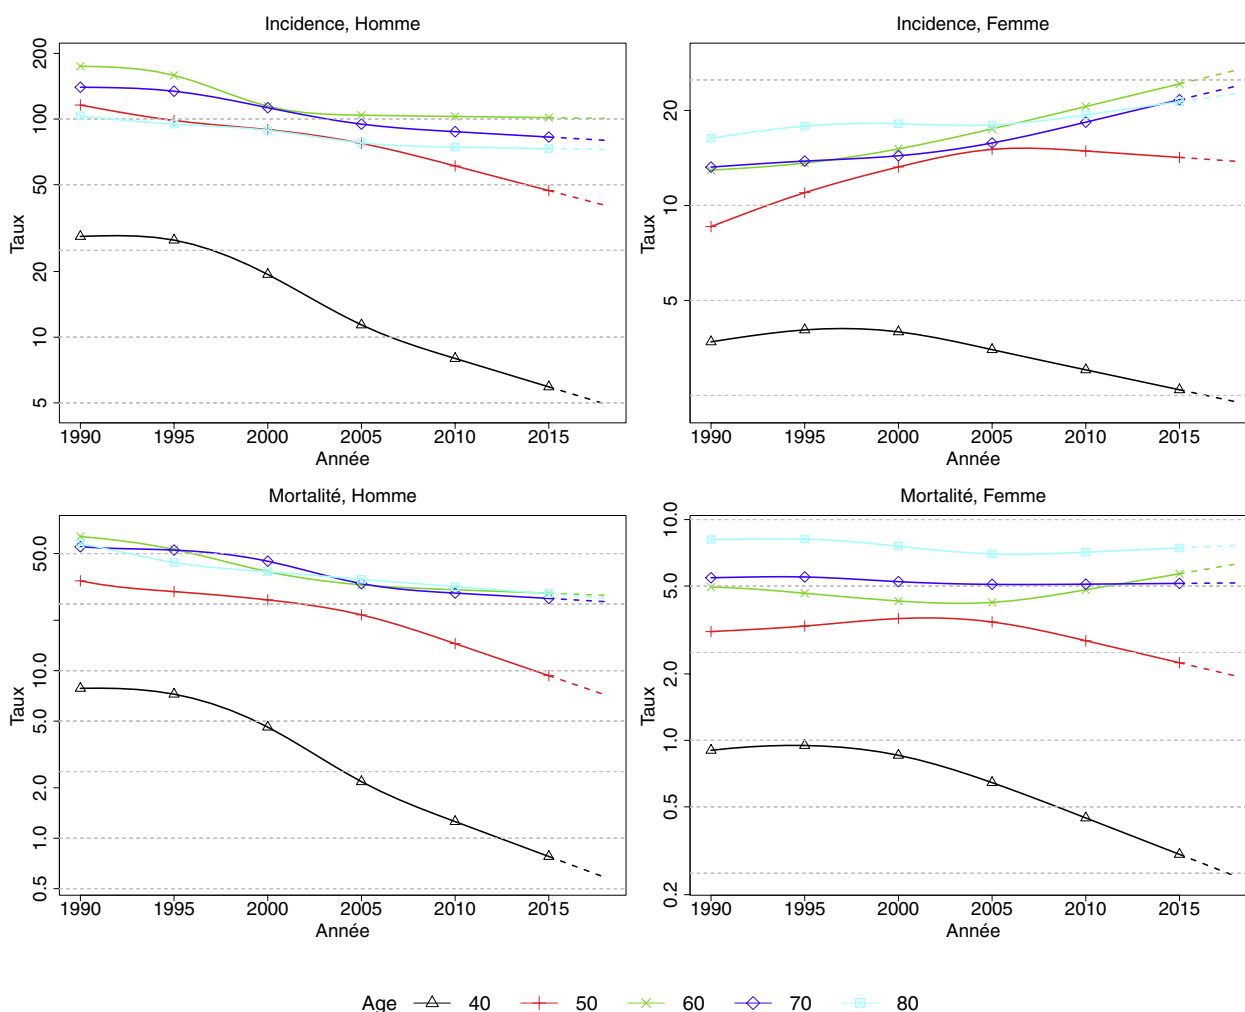 Incidence, Homme
Taux
200
100
50
20
10
5
1990 1995 2000 2005 2010 2015
Année
Incidence, Femme
Taux
20
10
5
1990 1995 2000 2005 2010 2015
Année
Mortalité, Homme
Taux
50.0
10.0
5.0
2.0
1.0
0.5
1990 1995 2000 2005 2010 2015
Année
Mortalité, Femme
Taux
10.0
5.0
2.0
1.0
0.5
0.2
1990 1995 2000 2005 2010 2015
Année
Age 40 50 60 70 80